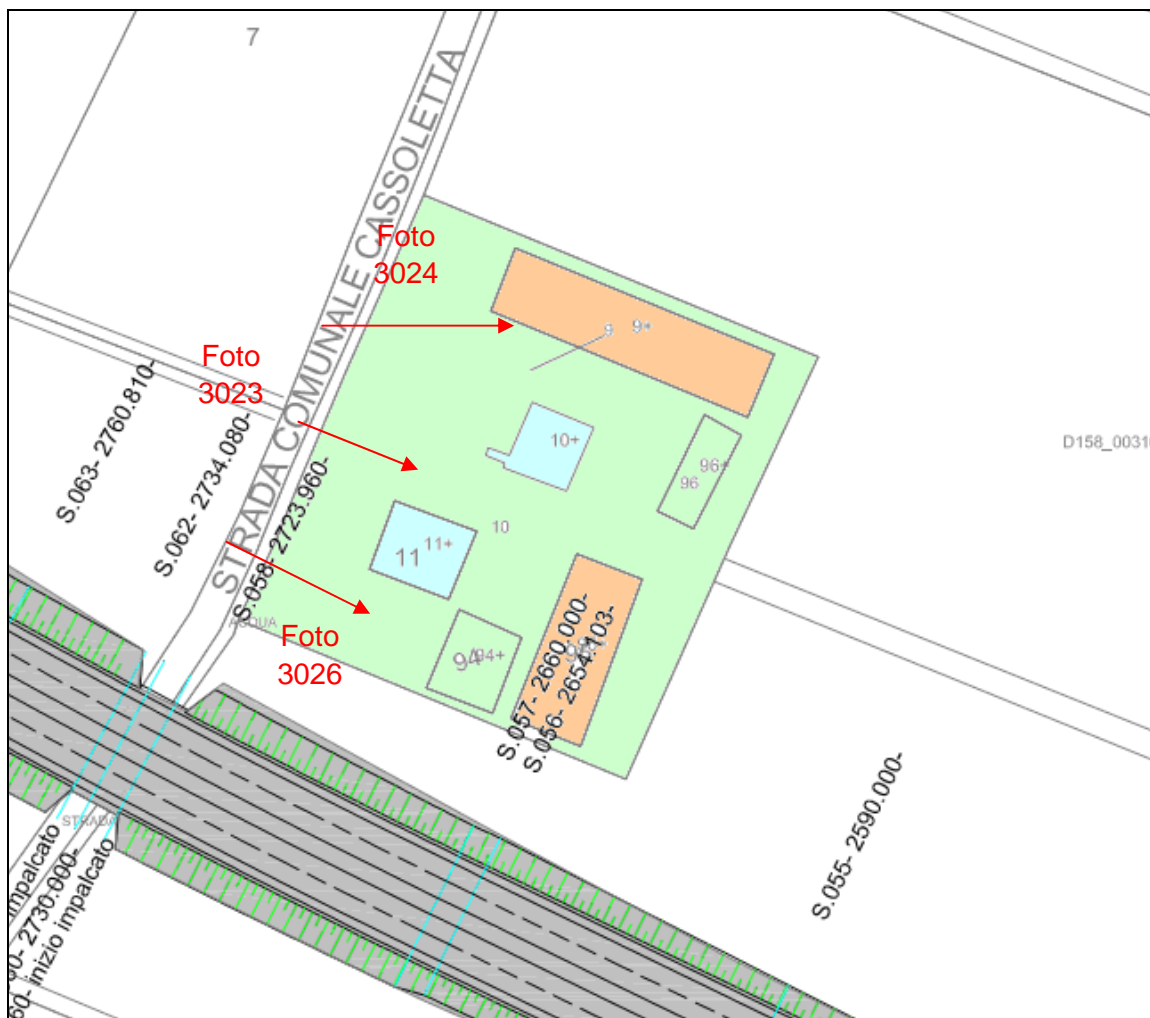 7
STRADA COMUNALE CASSOLETTA
Foto
3024
9
9+
Foto
3023
S.063- 2760.810-
S.062- 2734.080-
S.058- 2723.960-
10+
96+
96
D158_0031
10
11
11+
ACQUA
Foto
3026
94
94+
S.057- 2660.000-
S.056- 2654.103-
S.055- 2590.000-
STRADA
impalcato
2730.000-
inizio impalcato